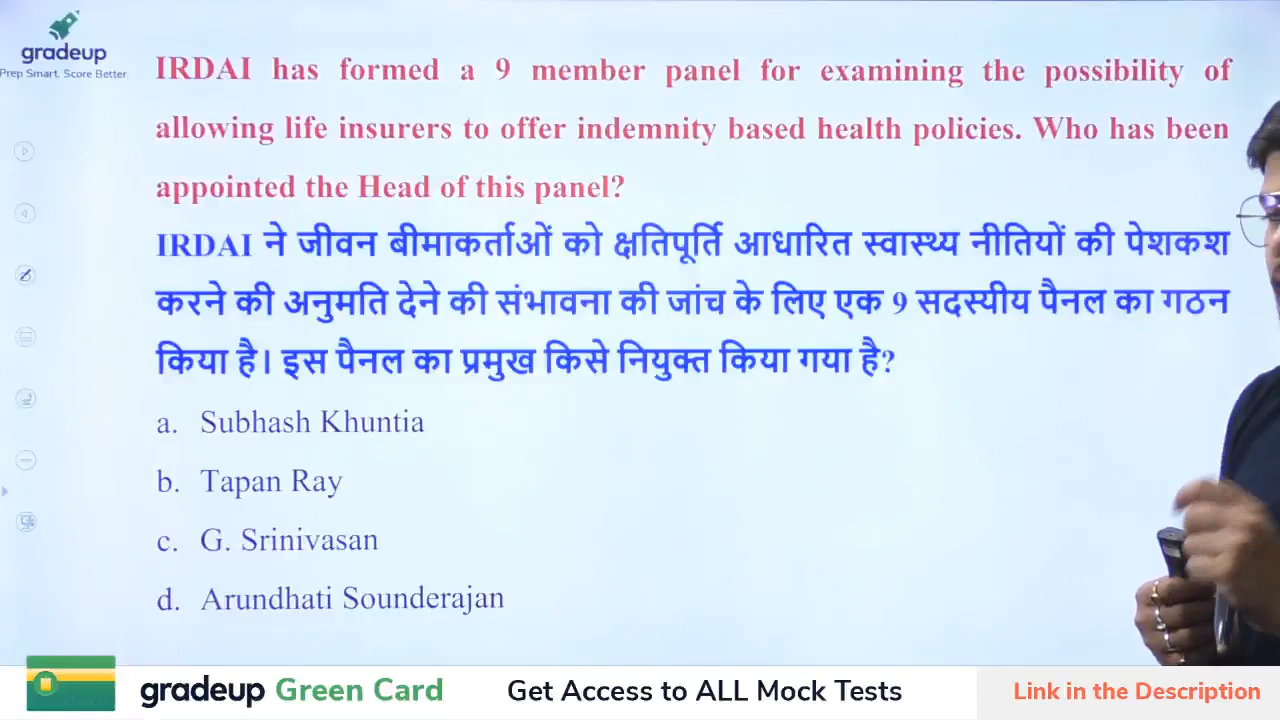 gradeup
Prep Smart. Score Better.
IRDAI has formed a 9 member panel for examining the possibility of
allowing life insurers to offer indemnity based health policies. Who has been
appointed the Head of this panel?
IRDAI ने जीवन बीमाकर्ताओं को क्षतिपूर्ति आधारित स्वास्थ्य नीतियों की पेशकश
करने की अनुमति देने की संभावना की जांच के लिए एक 9 सदस्यीय पैनल का गठन
किया है। इस पैनल का प्रमुख किसे नियुक्त किया गया है?
a. Subhash Khuntia
b. Tapan Ray
c. G. Srinivasan
d. Arundhati Sounderajan
gradeup Green Card Get Access to ALL Mock Tests Link in the Description